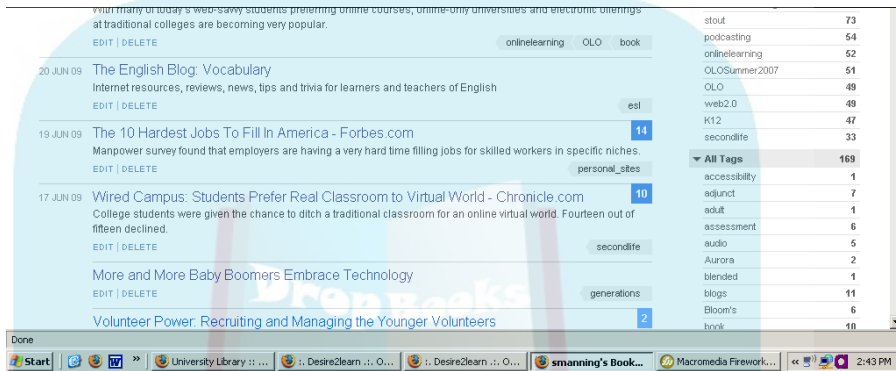 With many of today's web-savvy students preferring online courses, online-only universities and electronic offerings
at traditional colleges are becoming very popular.
EDIT | DELETE
onlinelearning OLO book
20 JUN 09 The English Blog: Vocabulary
Internet resources, reviews, news, tips and trivia for learners and teachers of English
EDIT | DELETE
esl
19 JUN 09 The 10 Hardest Jobs To Fill In America - Forbes.com 14
Manpower survey found that employers are having a very hard time filling jobs for skilled workers in specific niches.
EDIT | DELETE
personal_sites
17 JUN 09 Wired Campus: Students Prefer Real Classroom to Virtual World - Chronicle.com 10
College students were given the chance to ditch a traditional classroom for an online virtual world. Fourteen out of
fifteen declined.
EDIT | DELETE
secondlife
More and More Baby Boomers Embrace Technology
EDIT | DELETE
generations
Volunteer Power: Recruiting and Managing the Younger Volunteers 2
DropBooks
stout 73
podcasting 54
onlinelearning 52
OLOSummer2007 51
OLO 49
web2.0 49
K12 47
secondlife 33
All Tags 169
accessibility 1
adjunct 7
adult 1
assessment 6
audio 5
Aurora 2
blended 1
blogs 11
Bloom's 6
book 10
Done
Start » University Library :: ... :. Desire2learn .:. O... :. Desire2learn .:. O... smanning's Book... Macromedia Firework... « 2:43 PM